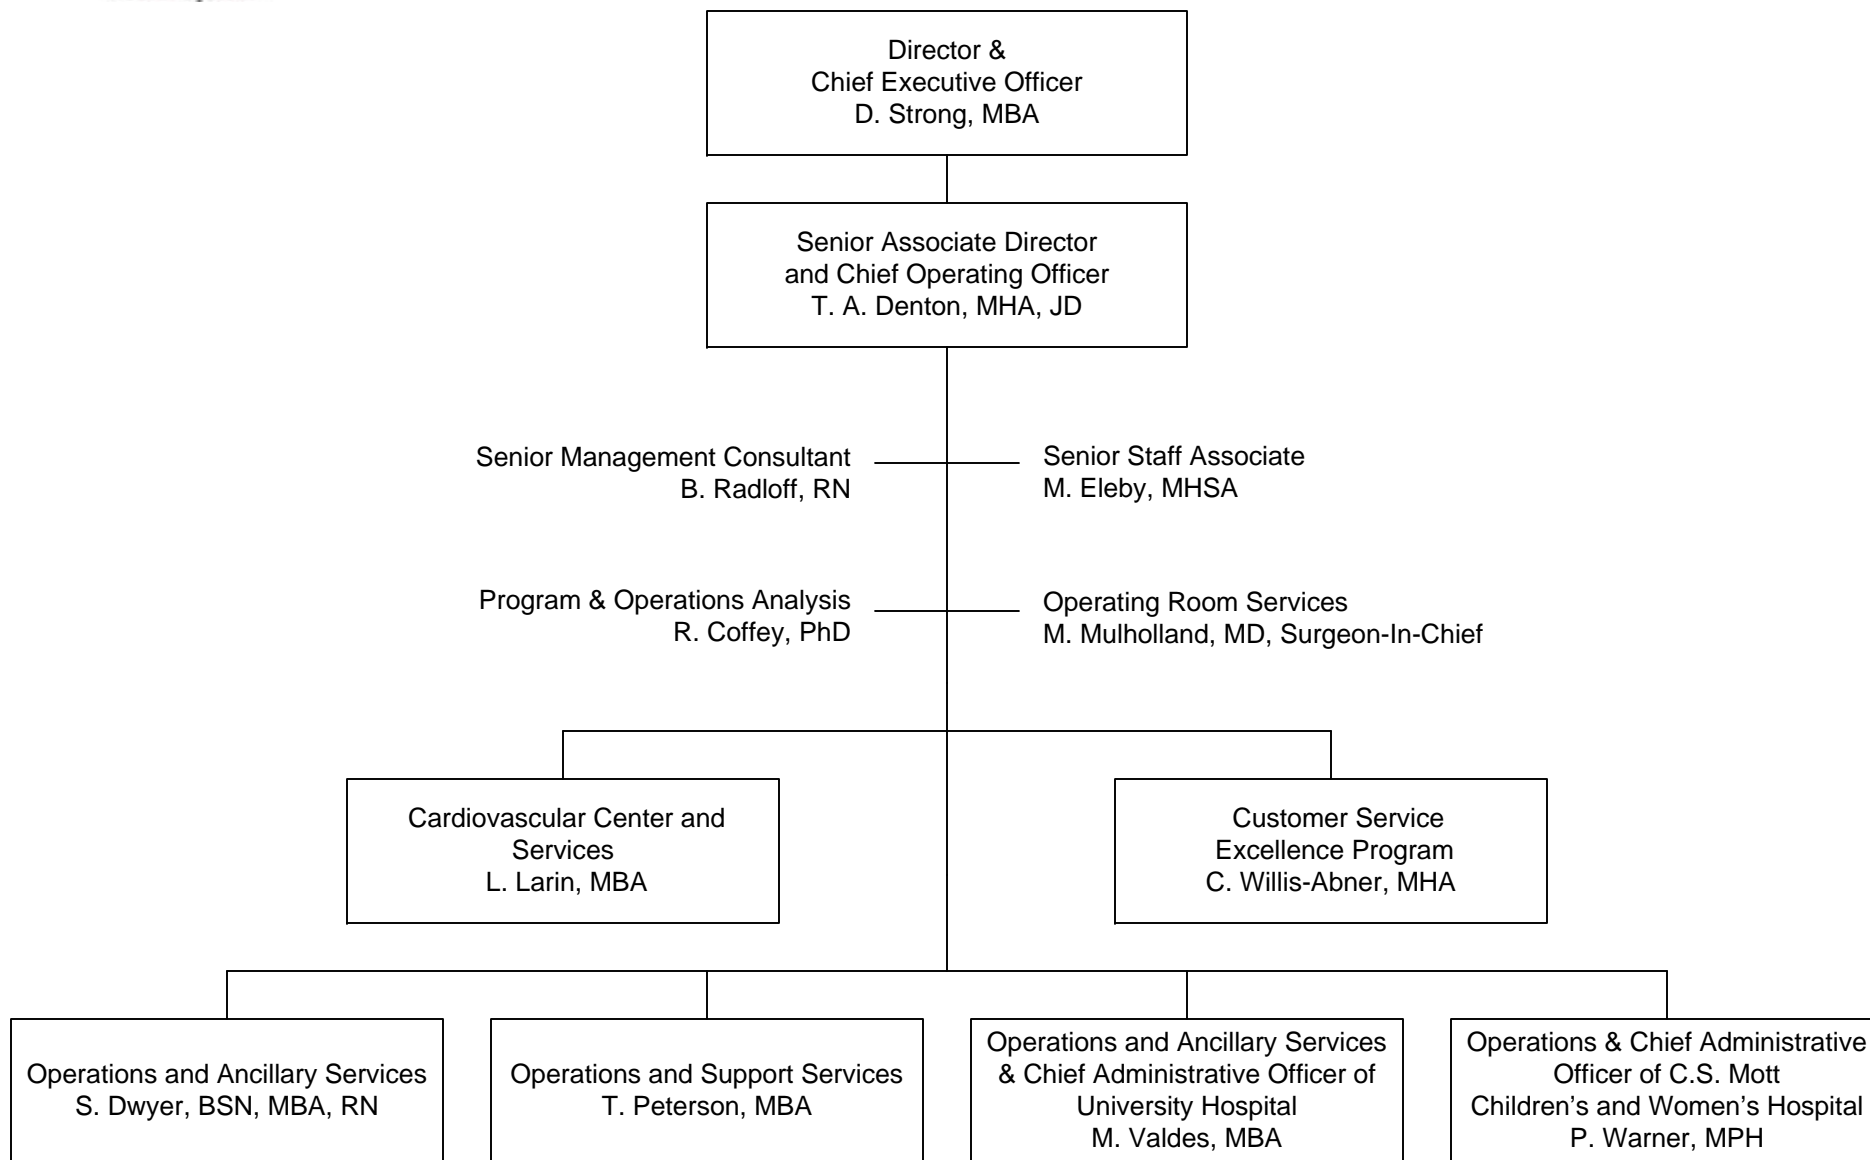 Director &
Chief Executive Officer
D. Strong, MBA
Senior Associate Director
and Chief Operating Officer
T. A. Denton, MHA, JD
Senior Management Consultant
B. Radloff, RN
Senior Staff Associate
M. Eleby, MHSA
Program & Operations Analysis
R. Coffey, PhD
Operating Room Services
M. Mulholland, MD, Surgeon-In-Chief
Cardiovascular Center and
Services
L. Larin, MBA
Customer Service
Excellence Program
C. Willis-Abner, MHA
Operations and Ancillary Services
S. Dwyer, BSN, MBA, RN
Operations and Support Services
T. Peterson, MBA
Operations and Ancillary Services
& Chief Administrative Officer of
University Hospital
M. Valdes, MBA
Operations & Chief Administrative
Officer of C.S. Mott
Children’s and Women’s Hospital
P. Warner, MPH